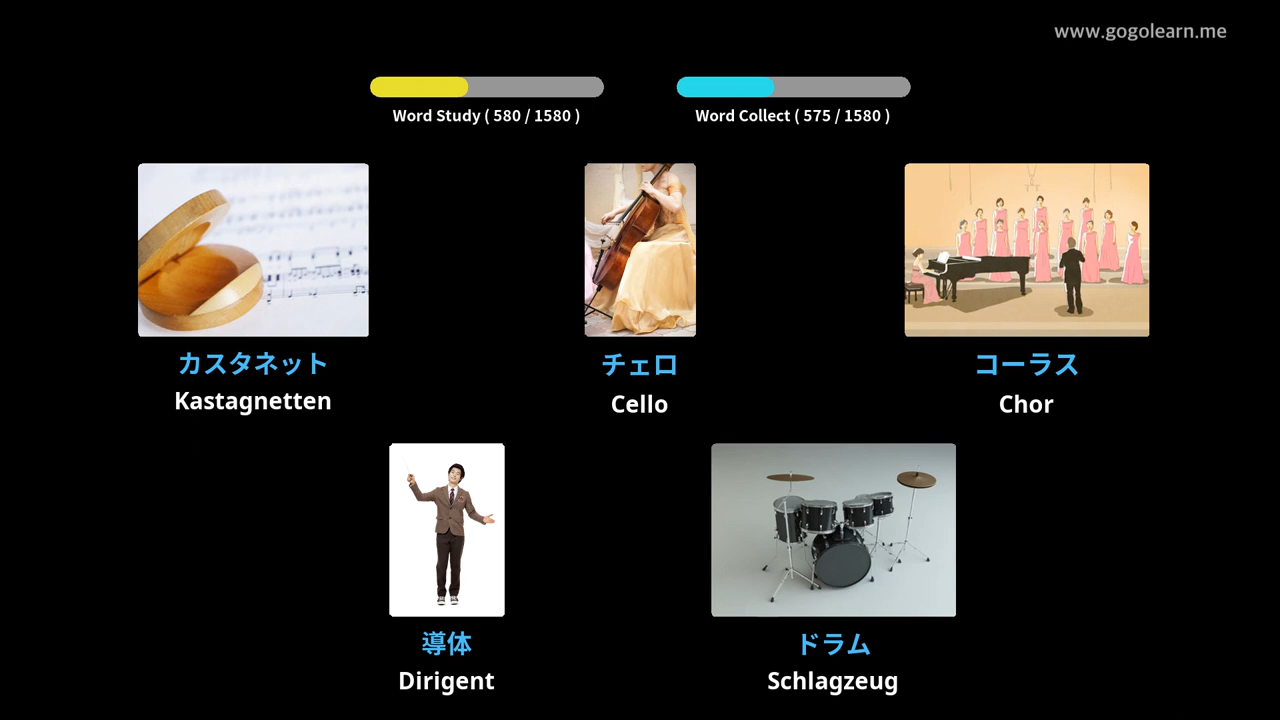 www.gogolearn.me
Word Study ( 580 / 1580 )
Word Collect ( 575 / 1580 )
カスタネット
Kastagnetten
チェロ
Cello
コーラス
Chor
導体
Dirigent
ドラム
Schlagzeug